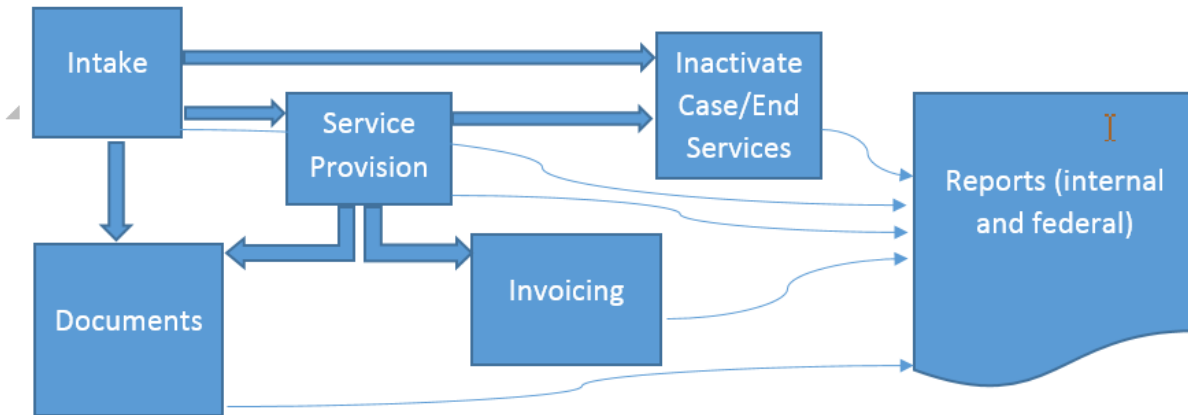 Intake
Inactivate
Case/End
Services
Service
Provision
Reports (internal
and federal)
Documents
Invoicing